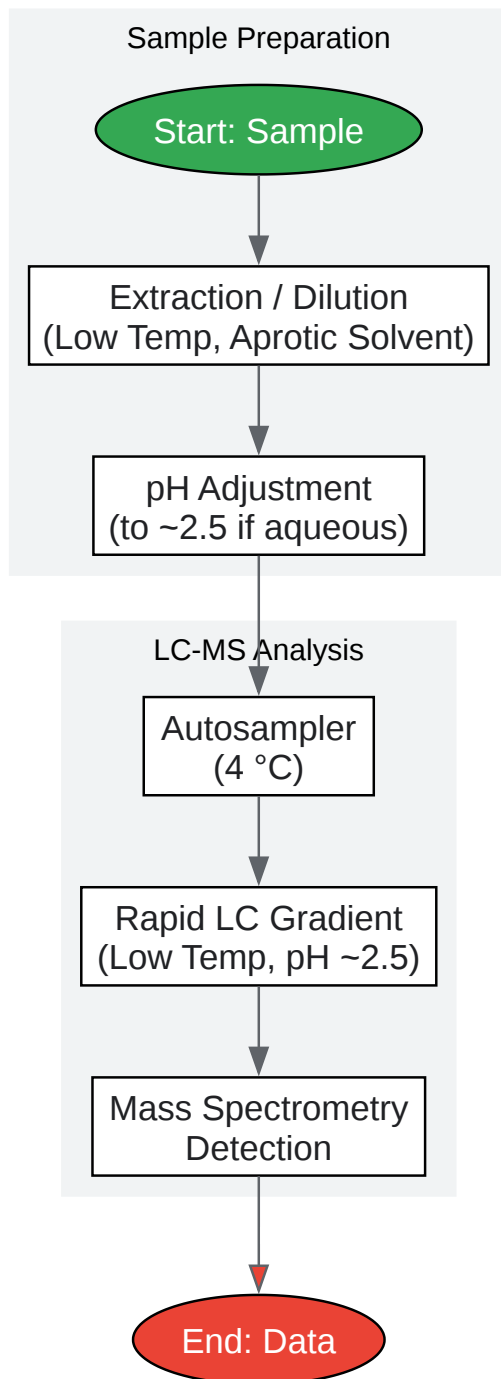 Sample Preparation
Start: Sample
Extraction / Dilution
(Low Temp, Aprotic Solvent)
pH Adjustment
(to ~2.5 if aqueous)
LC-MS Analysis
Autosampler
(4 °C)
Rapid LC Gradient
(Low Temp, pH ~2.5)
Mass Spectrometry
Detection
End: Data